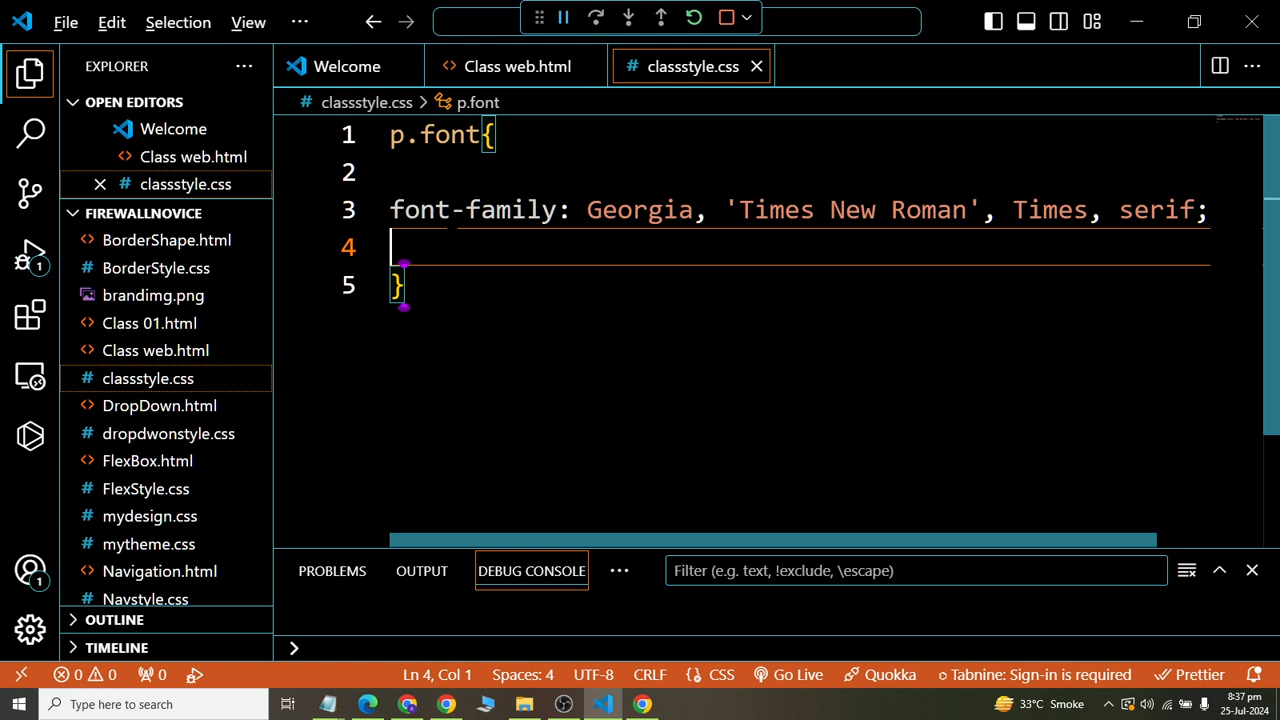 File Edit Selection View ···
EXPLORER ···
OPEN EDITORS
Welcome
Class web.html
classstyle.css
FIREWALLNOVICE
BorderShape.html
BorderStyle.css
brandimg.png
Class 01.html
Class web.html
classstyle.css
DropDown.html
dropdwonstyle.css
FlexBox.html
FlexStyle.css
mydesign.css
mytheme.css
Navigation.html
Navstyle.css
OUTLINE
TIMELINE
1
1
Welcome Class web.html # classstyle.css
# classstyle.css > p.font
1 p.font{
2
3 font-family: Georgia, 'Times New Roman', Times, serif;
4
5 }
PROBLEMS OUTPUT DEBUG CONSOLE ··· Filter (e.g. text, !exclude, \escape)
0 0 0 Ln 4, Col 1 Spaces: 4 UTF-8 CRLF {} CSS Go Live Quokka Tabnine: Sign-in is required Prettier
Type here to search 33°C Smoke 8:37 pm
25-Jul-2024